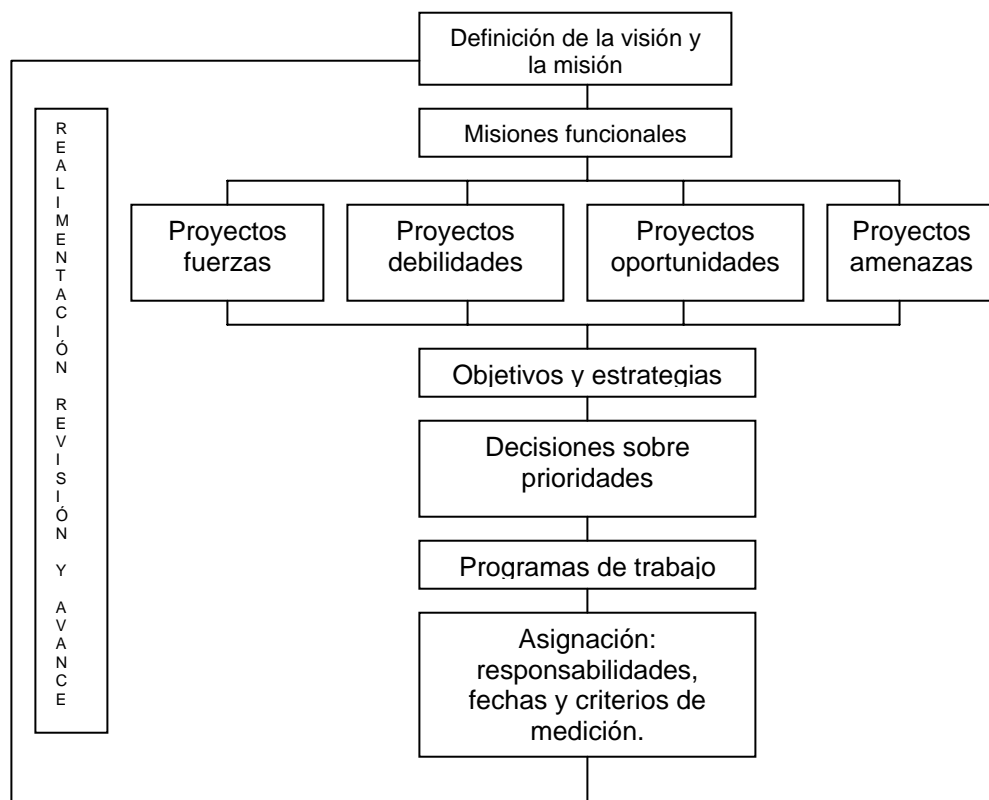 Definición de la visión y
la misión
REALIMENTACIÓN REVISIÓN Y AVANCE
Misiones funcionales
Proyectos
fuerzas
Proyectos
debilidades
Proyectos
oportunidades
Proyectos
amenazas
Objetivos y estrategias
Decisiones sobre
prioridades
Programas de trabajo
Asignación:
responsabilidades,
fechas y criterios de
medición.